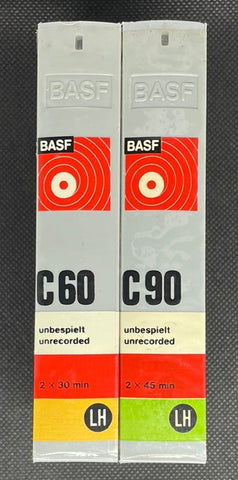 BASF
BASF
C60
unbespielt
unrecorded
2 × 30 min
LH
BASF
BASF
C90
unbespielt
unrecorded
2 × 45 min
LH